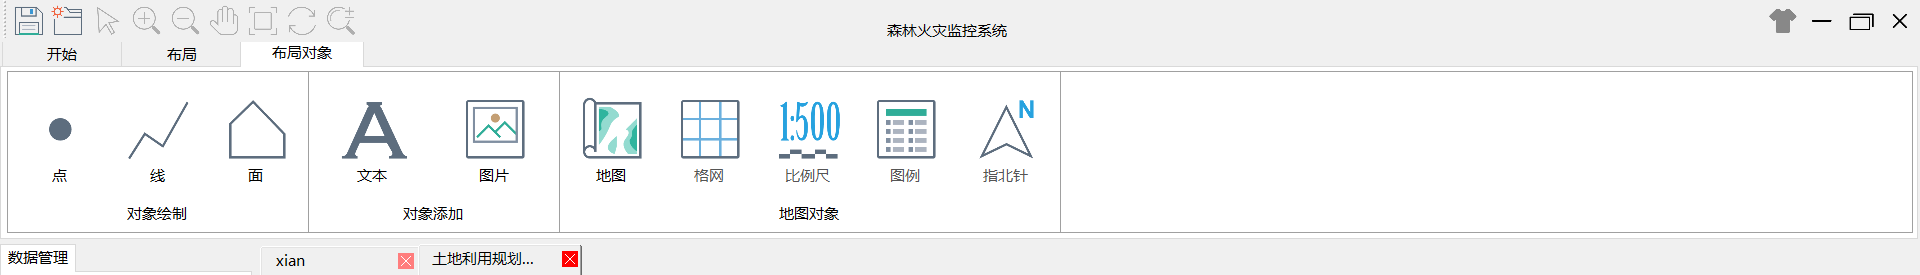 森林火灾监控系统
开始 布局 布局对象
1:500 N
点 线 面 文本 图片 地图 格网 比例尺 图例 指北针
对象绘制 对象添加 地图对象
数据管理 xian 土地利用规划...